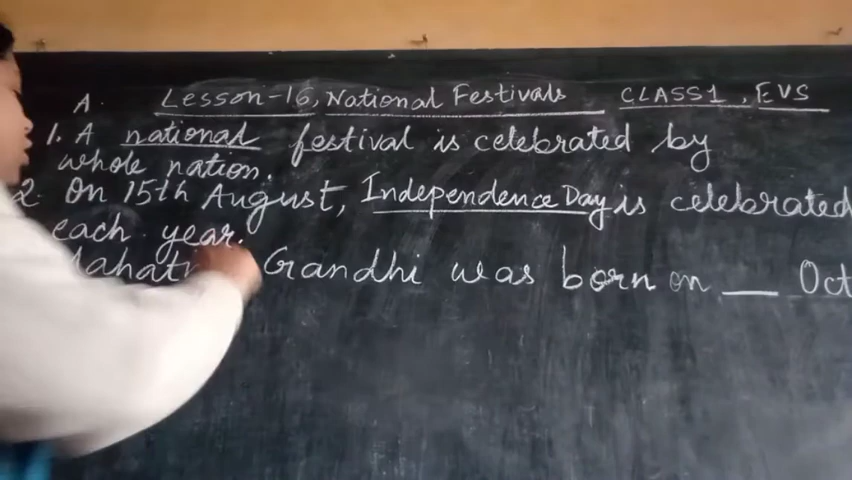 A. Lesson-16, National Festivals CLASS 1, EVS
1. A national festival is celebrated by
whole nation.
2. On 15th August, Independence Day is celebrated
each year.
Gandhi was born on __ Oct